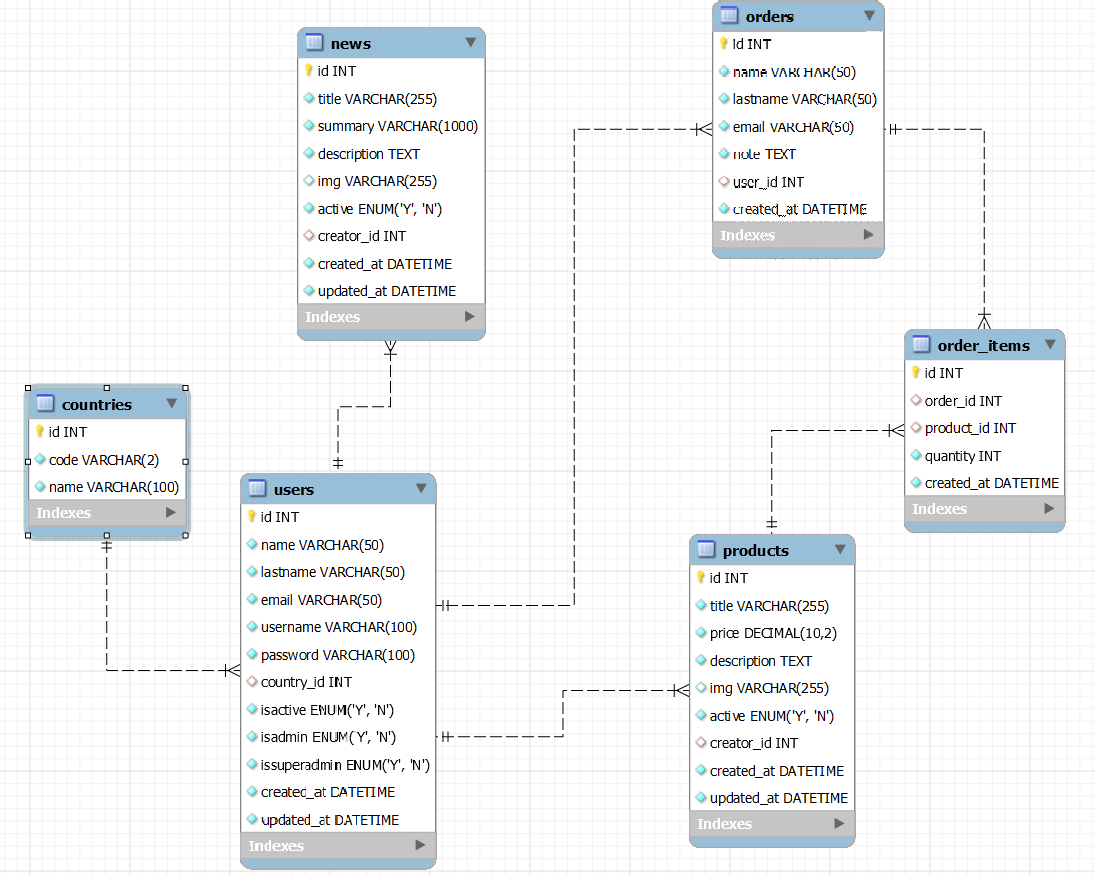 news
id INT
title VARCHAR(255)
summary VARCHAR(1000)
description TEXT
img VARCHAR(255)
active ENUM('Y', 'N')
creator_id INT
created_at DATETIME
updated_at DATETIME
Indexes
orders
id INT
name VARCHAR(50)
lastname VARCHAR(50)
email VARCHAR(50)
note TEXT
user_id INT
created_at DATETIME
Indexes
order_items
id INT
order_id INT
product_id INT
quantity INT
created_at DATETIME
Indexes
countries
id INT
code VARCHAR(2)
name VARCHAR(100)
Indexes
users
id INT
name VARCHAR(50)
lastname VARCHAR(50)
email VARCHAR(50)
username VARCHAR(100)
password VARCHAR(100)
country_id INT
isactive ENUM('Y', 'N')
isadmin ENUM('Y', 'N')
issuperadmin ENUM('Y', 'N')
created_at DATETIME
updated_at DATETIME
Indexes
products
id INT
title VARCHAR(255)
price DECIMAL(10,2)
description TEXT
img VARCHAR(255)
active ENUM('Y', 'N')
creator_id INT
created_at DATETIME
updated_at DATETIME
Indexes